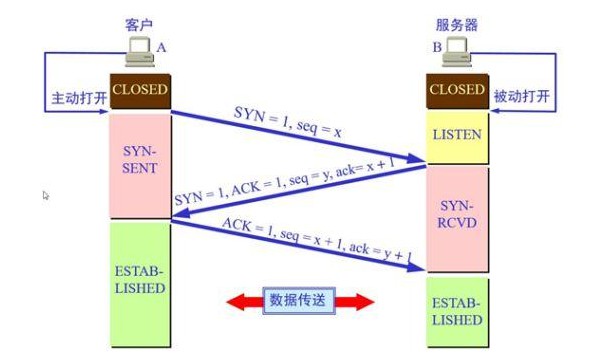 客户
服务器
A
B
主动打开
CLOSED
CLOSED
被动打开
SYN = 1, seq = x
LISTEN
SYN-
SENT
SYN = 1, ACK = 1, seq = y, ack= x + 1
SYN-
RCVD
ACK = 1, seq = x + 1, ack = y + 1
ESTAB-
LISHED
数据传送
ESTAB-
LISHED